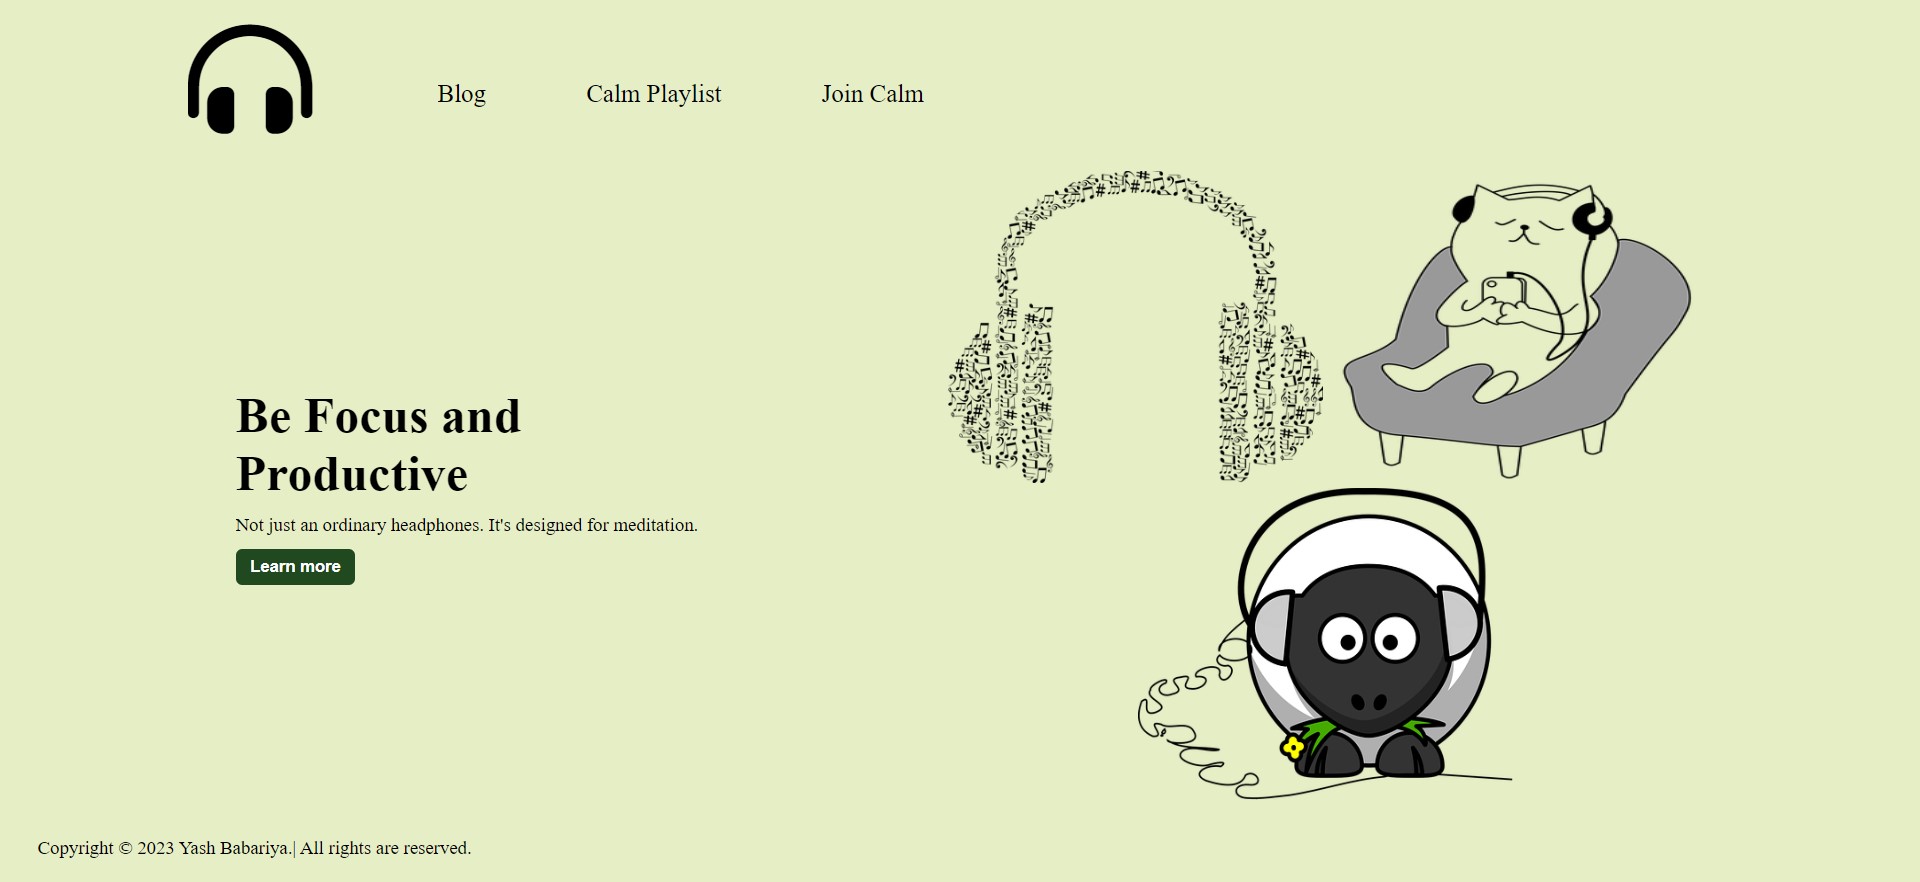 Blog
Calm Playlist
Join Calm
Be Focus and
Productive
Not just an ordinary headphones. It's designed for meditation.
Learn more
Copyright © 2023 Yash Babariya.| All rights are reserved.